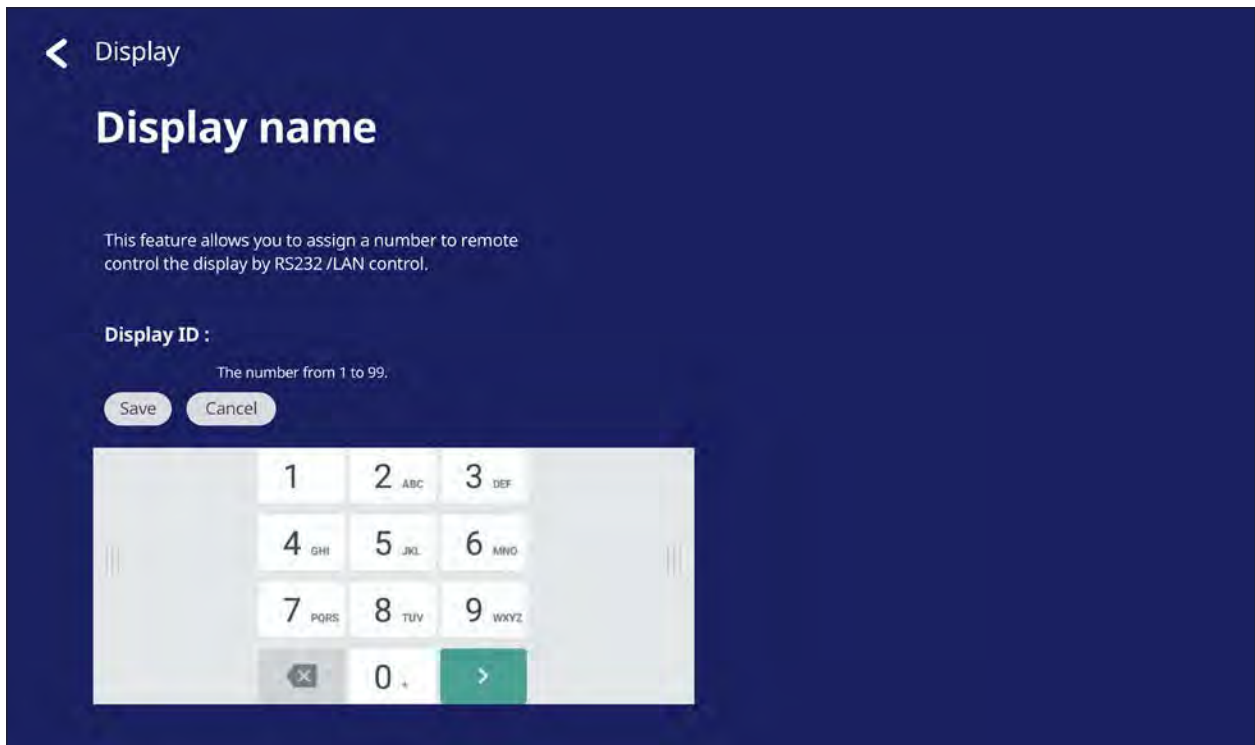 Display
Display name
This feature allows you to assign a number to remote
control the display by RS232 /LAN control.
Display ID :
The number from 1 to 99.
Save Cancel
1 2 ABC 3 DEF
4 GHI 5 JKL 6 MNO
7 PQRS 8 TUV 9 WXYZ
0 +